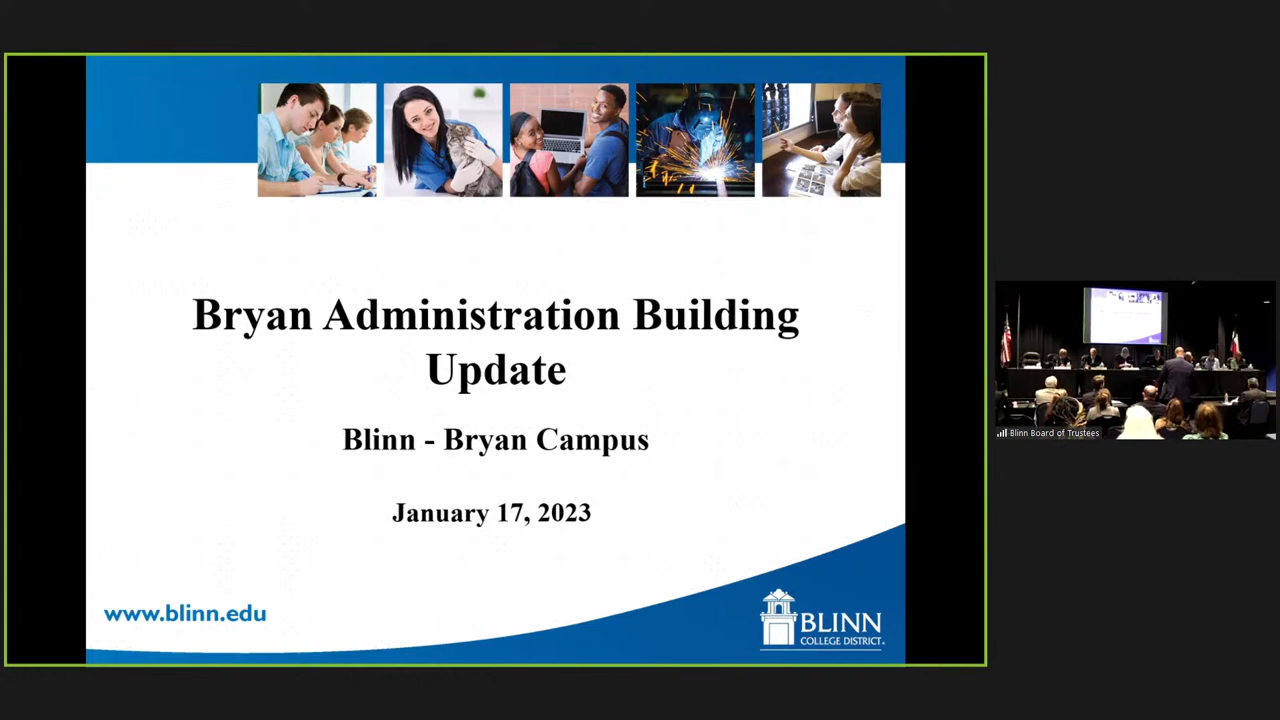 Bryan Administration Building
Update
Blinn - Bryan Campus
January 17, 2023
www.blinn.edu
BLINN
COLLEGE DISTRICT
Blinn Board of Trustees